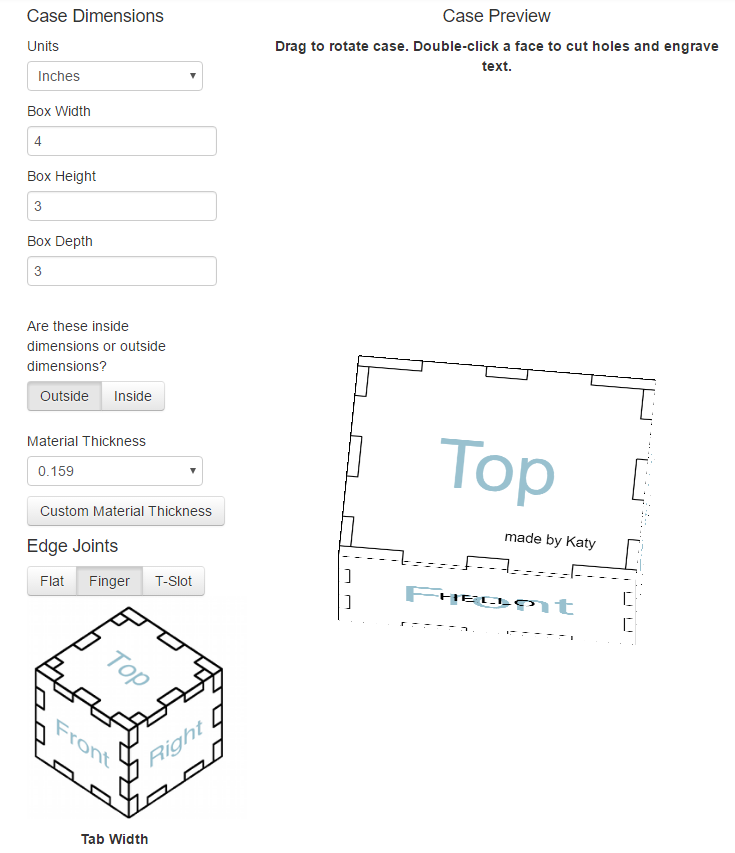 Case Dimensions
Units
Inches
Box Width
4
Box Height
3
Box Depth
3
Are these inside
dimensions or outside
dimensions?
Outside Inside
Material Thickness
0.159
Custom Material Thickness
Edge Joints
Flat Finger T-Slot
Top
Front Right
Tab Width
Case Preview
Drag to rotate case. Double-click a face to cut holes and engrave
text.
Top
made by Katy
Front
HELLO